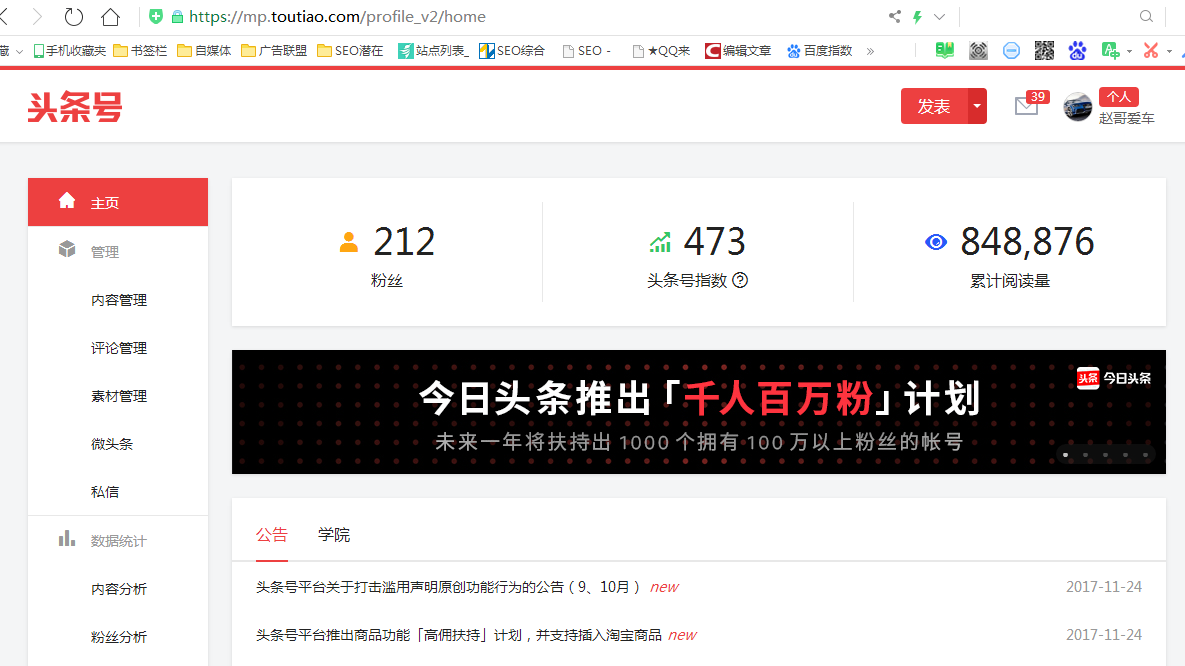 https://mp.toutiao.com/profile_v2/home
藏 手机收藏夹 书签栏 自媒体 广告联盟 SEO潜在 站点列表_ SEO综合 SEO - ★QQ来 编辑文章 百度指数 »
头条号
发表
39
个人
赵哥爱车
主页
管理
内容管理
评论管理
素材管理
微头条
私信
数据统计
内容分析
粉丝分析
212
粉丝
473
头条号指数 ?
848,876
累计阅读量
今日头条推出「千人百万粉」计划
未来一年将扶持出 1000 个拥有 100 万以上粉丝的帐号
头条 今日头条
公告 学院
头条号平台关于打击滥用声明原创功能行为的公告（9、10月） new 2017-11-24
头条号平台推出商品功能「高佣扶持」计划，并支持插入淘宝商品 new 2017-11-24